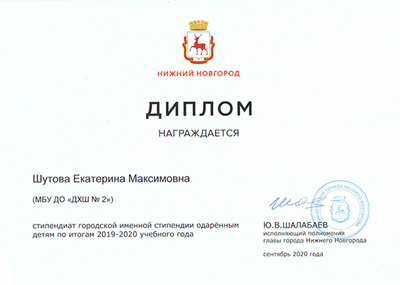 НИЖНИЙ НОВГОРОД
ДИПЛОМ
НАГРАЖДАЕТСЯ
Шутова Екатерина Максимовна
(МБУ ДО «ДХШ № 2»)
стипендиат городской именной стипендии одарённым
детям по итогам 2019-2020 учебного года
Ю.В.ШАЛАБАЕВ
исполняющий полномочия
главы города Нижнего Новгорода
сентябрь 2020 года